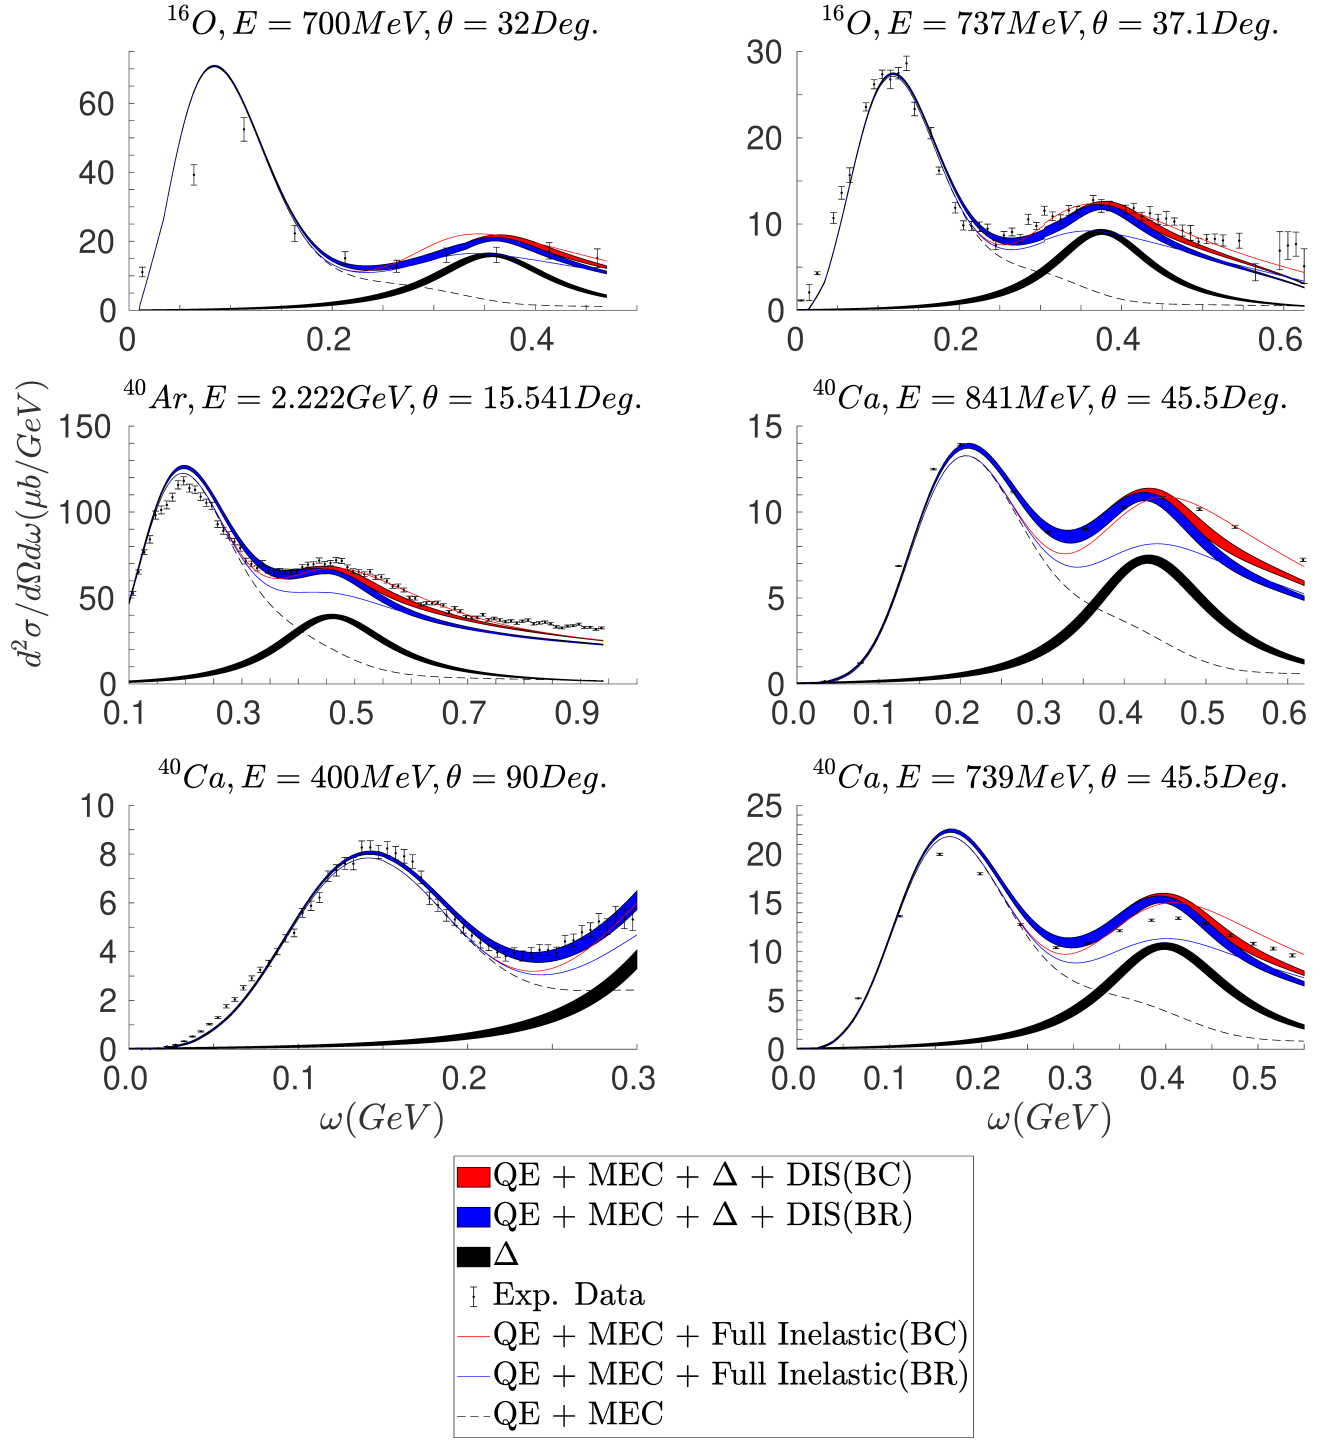 ¹⁶O, E = 700MeV, θ = 32Deg.
60
40
20
0
0 0.2 0.4
¹⁶O, E = 737MeV, θ = 37.1Deg.
30
20
10
0
0 0.2 0.4 0.6
d²σ/dΩdω(μb/GeV)
⁴⁰Ar, E = 2.222GeV, θ = 15.541Deg.
150
100
50
0
0.1 0.3 0.5 0.7 0.9
⁴⁰Ca, E = 841MeV, θ = 45.5Deg.
15
10
5
0
0.0 0.1 0.2 0.3 0.4 0.5 0.6
⁴⁰Ca, E = 400MeV, θ = 90Deg.
10
8
6
4
2
0
0.0 0.1 0.2 0.3
ω(GeV)
⁴⁰Ca, E = 739MeV, θ = 45.5Deg.
25
20
15
10
5
0
0.0 0.1 0.2 0.3 0.4 0.5
ω(GeV)
QE + MEC + Δ + DIS(BC)
QE + MEC + Δ + DIS(BR)
Δ
Exp. Data
QE + MEC + Full Inelastic(BC)
QE + MEC + Full Inelastic(BR)
QE + MEC